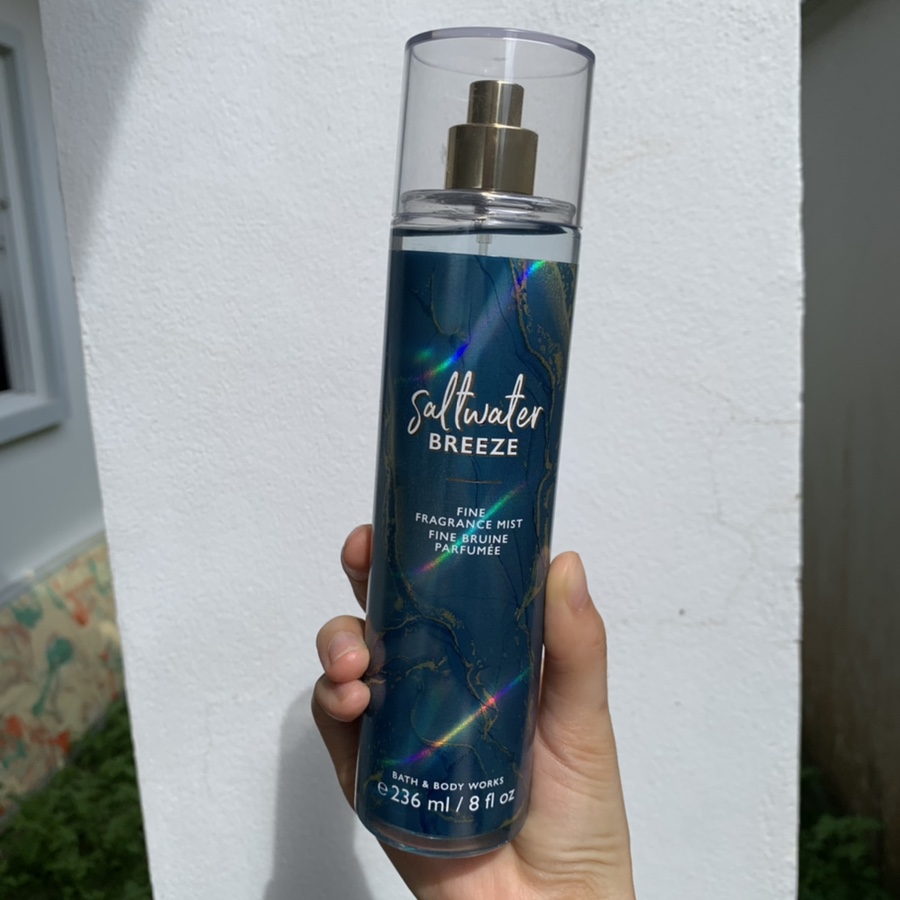 saltwater
BREEZE
FINE
FRAGRANCE MIST
FINE BRUINE
PARFUMÉE
BATH & BODY WORKS
℮ 236 ml / 8 fl oz